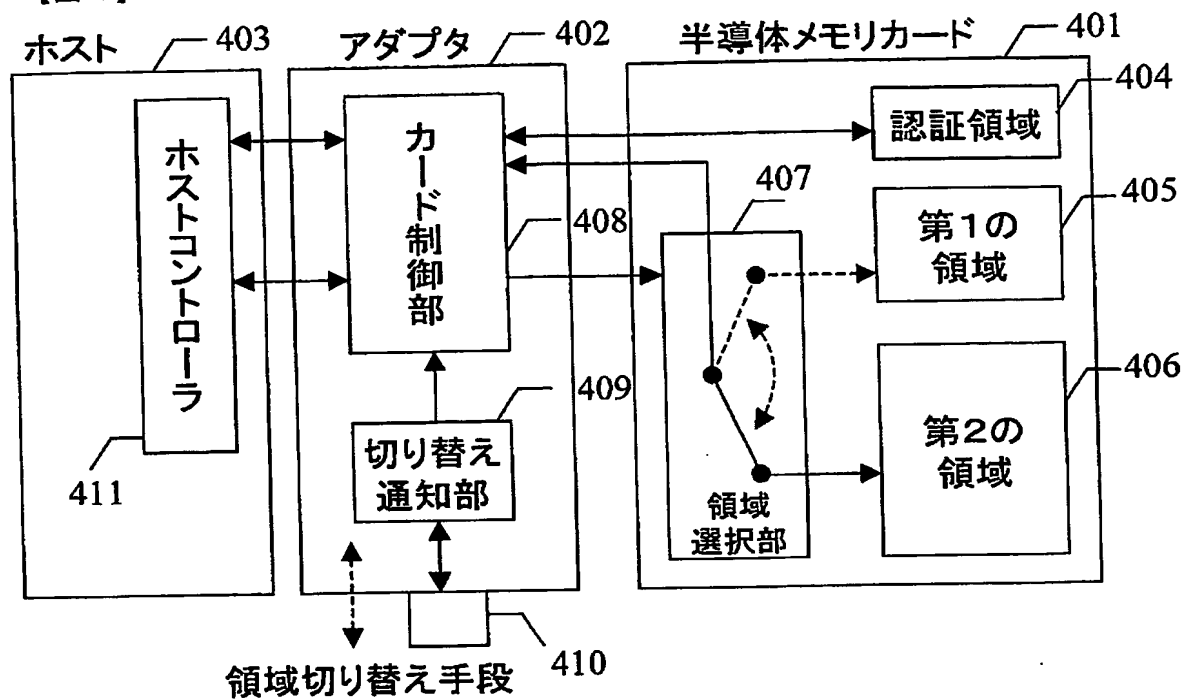 ホスト
403
アダプタ
402
半導体メモリカード
401
404
認証領域
ホストコントローラ
カード制御部
407
405
408
第1の
領域
409
406
切り替え
通知部
第2の
領域
411
領域
選択部
410
領域切り替え手段